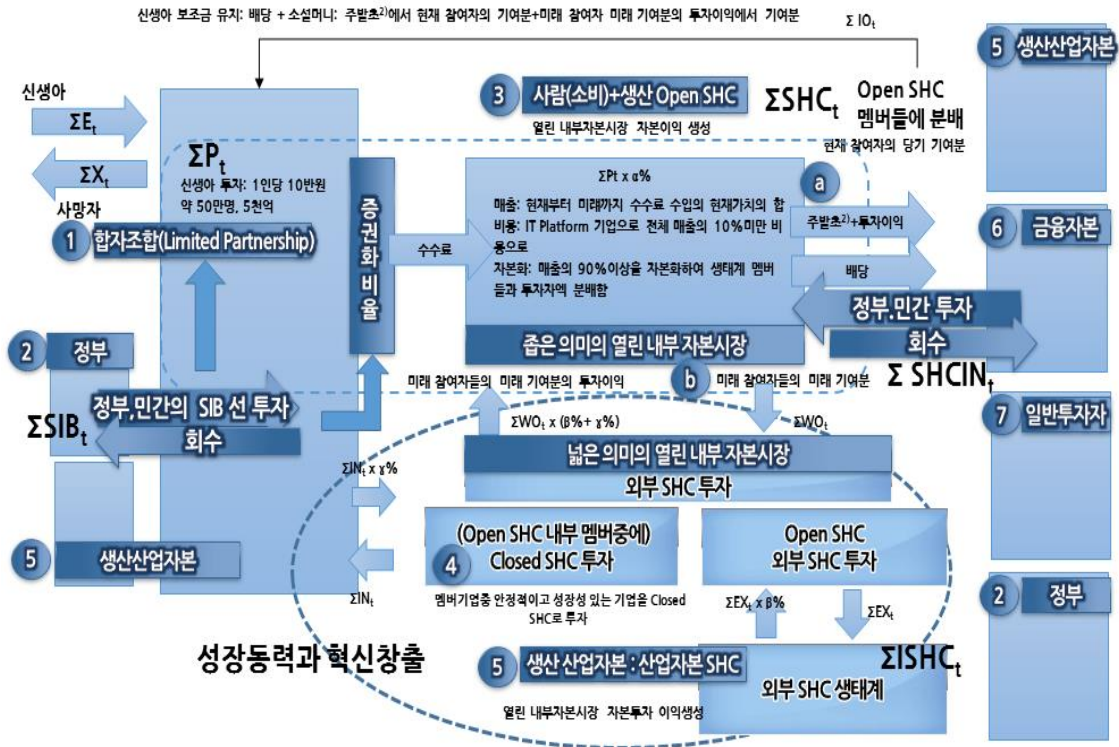 신생아 보조금 유지: 배당 + 소설머니: 주발초2)에서 현재 참여자의 기여분+미래 참여자 미래 기여분의 투자이익에서 기여분
Σ IOt
5 생산산업자본
신생아
ΣEt
ΣXt
사망자
ΣPt
신생아 투자: 1인당 10반원
약 50만명, 5천억
1 합자조합(Limited Partnership)
3 사람(소비)+생산 Open SHC
열린 내부자본시장 자본이익 생성
ΣSHCt
Open SHC
멤버들에 분배
현재 참여자의 당기 기여분
증권화비율
수수료
ΣPt x α%
매출: 현재부터 미래까지 수수료 수입의 현재가치의 합
비용: IT Platform 기업으로 전체 매출의 10%미만 비
용으로
자본화: 매출의 90%이상을 자본화하여 생태계 멤버
들과 투자자엑 분배함
a
주발초2)+투자이익
배당
6 금융자본
좁은 의미의 열린 내부 자본시장
정부.민간 투자
회수
Σ SHCINt
2 정부
정부,민간의 SIB 선 투자
회수
ΣSIBt
미래 참여자들의 미래 기여분의 투자이익
b
미래 참여자들의 미래 기여분
7 일반투자자
ΣWOt x (β%+ γ%)
ΣWOt
넓은 의미의 열린 내부 자본시장
외부 SHC 투자
ΣINt x γ%
ΣINt
5 생산산업자본
(Open SHC 내부 멤버중에)
Closed SHC 투자
4
멤버기업중 안정적이고 성장성 있는 기업을 Closed
SHC로 투자
Open SHC
외부 SHC 투자
ΣEXt x β%
ΣEXt
2 정부
성장동력과 혁신창출
5 생산 산업자본 : 산업자본 SHC
열린 내부자본시장 자본투자 이익생성
외부 SHC 생태계
ΣISHCt